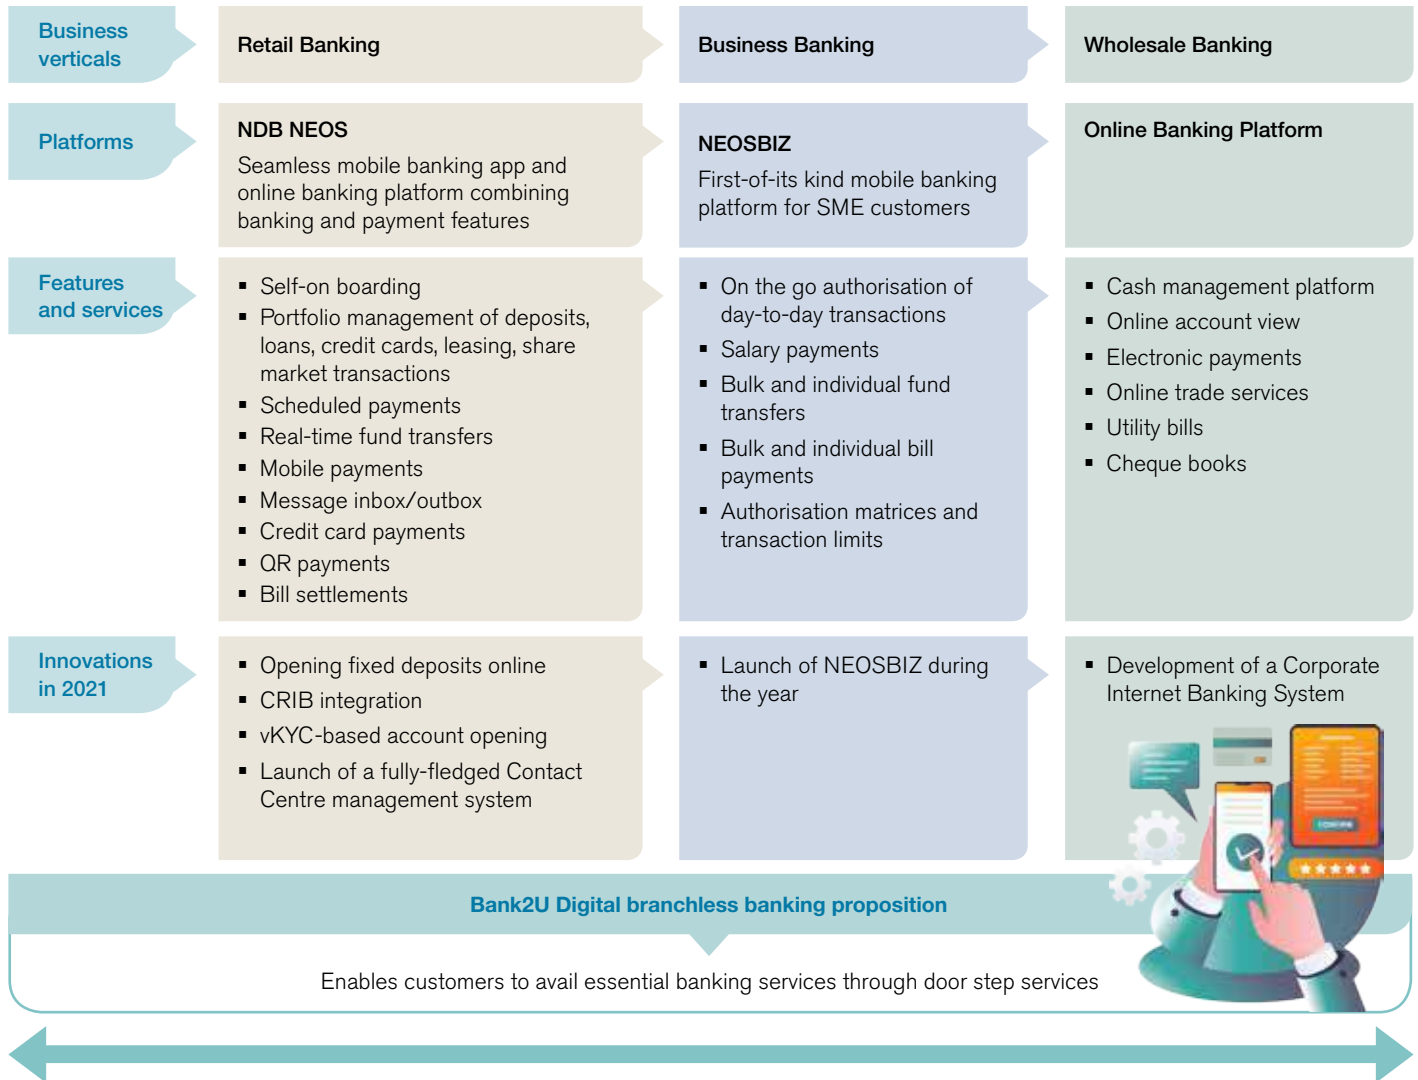 Business
verticals
Retail Banking
Business Banking
Wholesale Banking
Platforms
NDB NEOS
Seamless mobile banking app and
online banking platform combining
banking and payment features
NEOSBIZ
First-of-its kind mobile banking
platform for SME customers
Online Banking Platform
Features
and services
▪ Self-on boarding
▪ Portfolio management of deposits,
loans, credit cards, leasing, share
market transactions
▪ Scheduled payments
▪ Real-time fund transfers
▪ Mobile payments
▪ Message inbox/outbox
▪ Credit card payments
▪ QR payments
▪ Bill settlements
▪ On the go authorisation of
day-to-day transactions
▪ Salary payments
▪ Bulk and individual fund
transfers
▪ Bulk and individual bill
payments
▪ Authorisation matrices and
transaction limits
▪ Cash management platform
▪ Online account view
▪ Electronic payments
▪ Online trade services
▪ Utility bills
▪ Cheque books
Innovations
in 2021
▪ Opening fixed deposits online
▪ CRIB integration
▪ vKYC-based account opening
▪ Launch of a fully-fledged Contact
Centre management system
▪ Launch of NEOSBIZ during
the year
▪ Development of a Corporate
Internet Banking System
Bank2U Digital branchless banking proposition
Enables customers to avail essential banking services through door step services